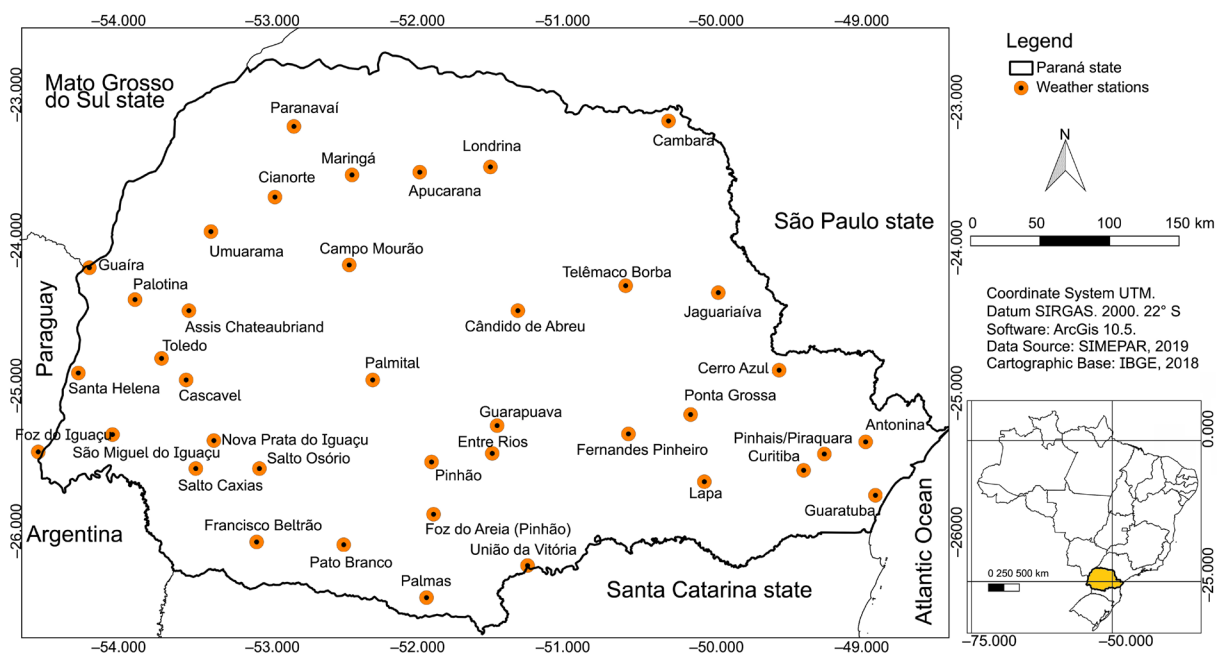 –54.000
–53.000
–52.000
–51.000
–50.000
–49.000
Legend
Paraná state
Weather stations
N
0
50
100
150 km
Coordinate System UTM.
Datum SIRGAS. 2000. 22° S
Software: ArcGis 10.5.
Data Source: SIMEPAR, 2019
Cartographic Base: IBGE, 2018
–23.000
–24.000
–25.000
–26.000
Mato Grosso
do Sul state
Paranavaí
Cambará
Londrina
Maringá
Cianorte
Apucarana
São Paulo state
Umuarama
Campo Mourão
Guaíra
Telêmaco Borba
Palotina
Jaguariaíva
Assis Chateaubriand
Cândido de Abreu
Paraguay
Toledo
Palmital
Cerro Azul
Santa Helena
Cascavel
Ponta Grossa
Guarapuava
Antonina
Foz do Iguaçu
Nova Prata do Iguaçu
Entre Rios
Pinhais/Piraquara
São Miguel do Iguaçu
Salto Osório
Fernandes Pinheiro
Curitiba
Salto Caxias
Pinhão
Lapa
Guaratuba
Francisco Beltrão
Foz do Areia (Pinhão)
Argentina
União da Vitória
Pato Branco
Palmas
Santa Catarina state
Atlantic Ocean
–23.000
–24.000
–25.000
–26000
–54.000
–53.000
–52.000
–51.000
–50.000
–49.000
0.000
–25.000
0 250 500 km
–75.000
–50.000